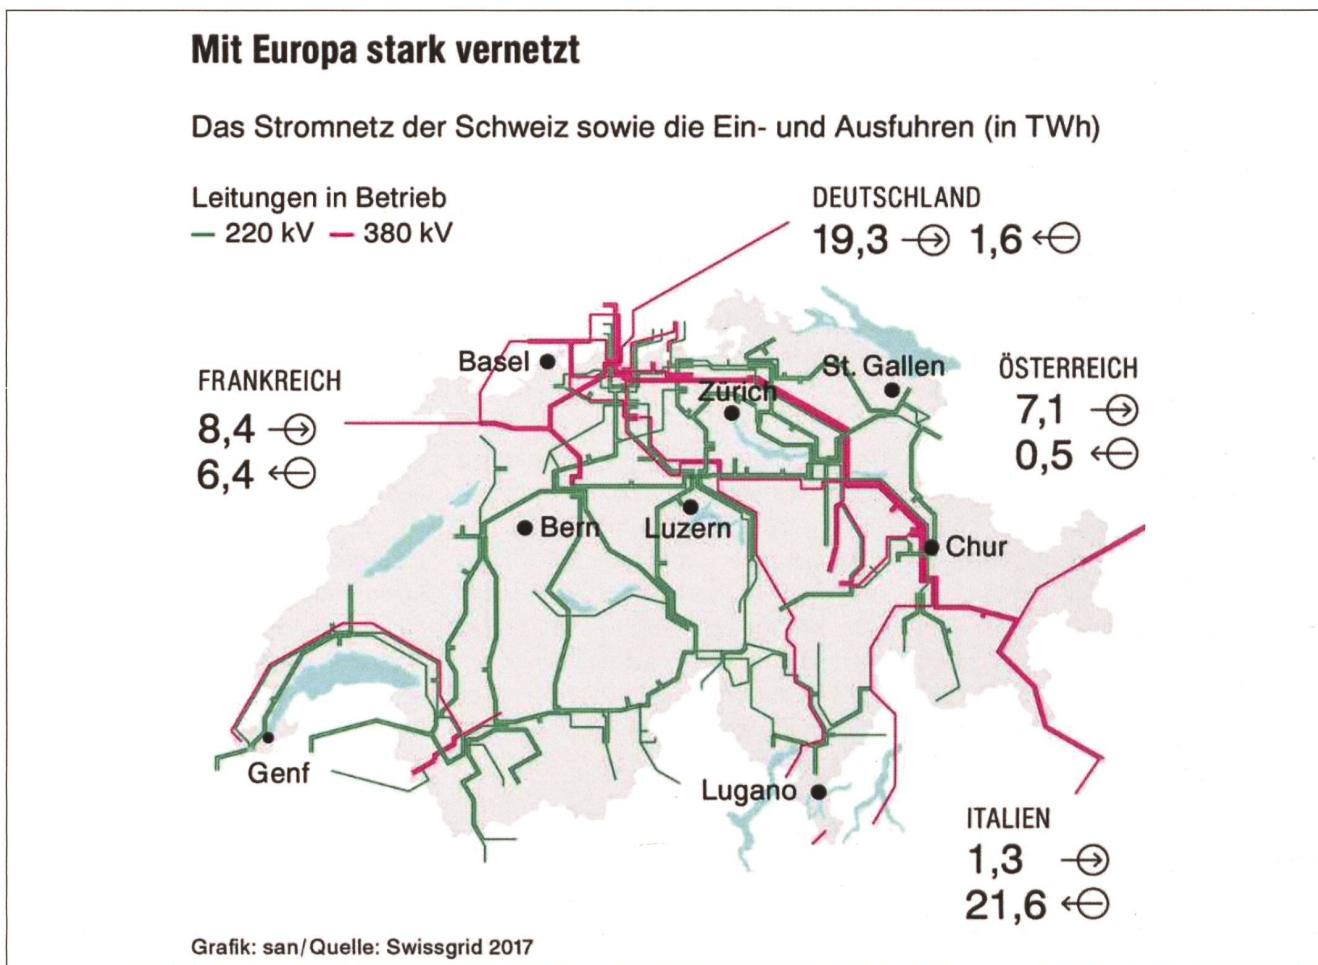 Mit Europa stark vernetzt
Das Stromnetz der Schweiz sowie die Ein- und Ausfuhren (in TWh)
Leitungen in Betrieb
220 kV 380 kV
DEUTSCHLAND
19,3 1,6
FRANKREICH
8,4
6,4
ÖSTERREICH
7,1
0,5
Basel
Zürich
St. Gallen
Bern
Luzern
Chur
Genf
Lugano
ITALIEN
1,3
21,6
Grafik: san/Quelle: Swissgrid 2017